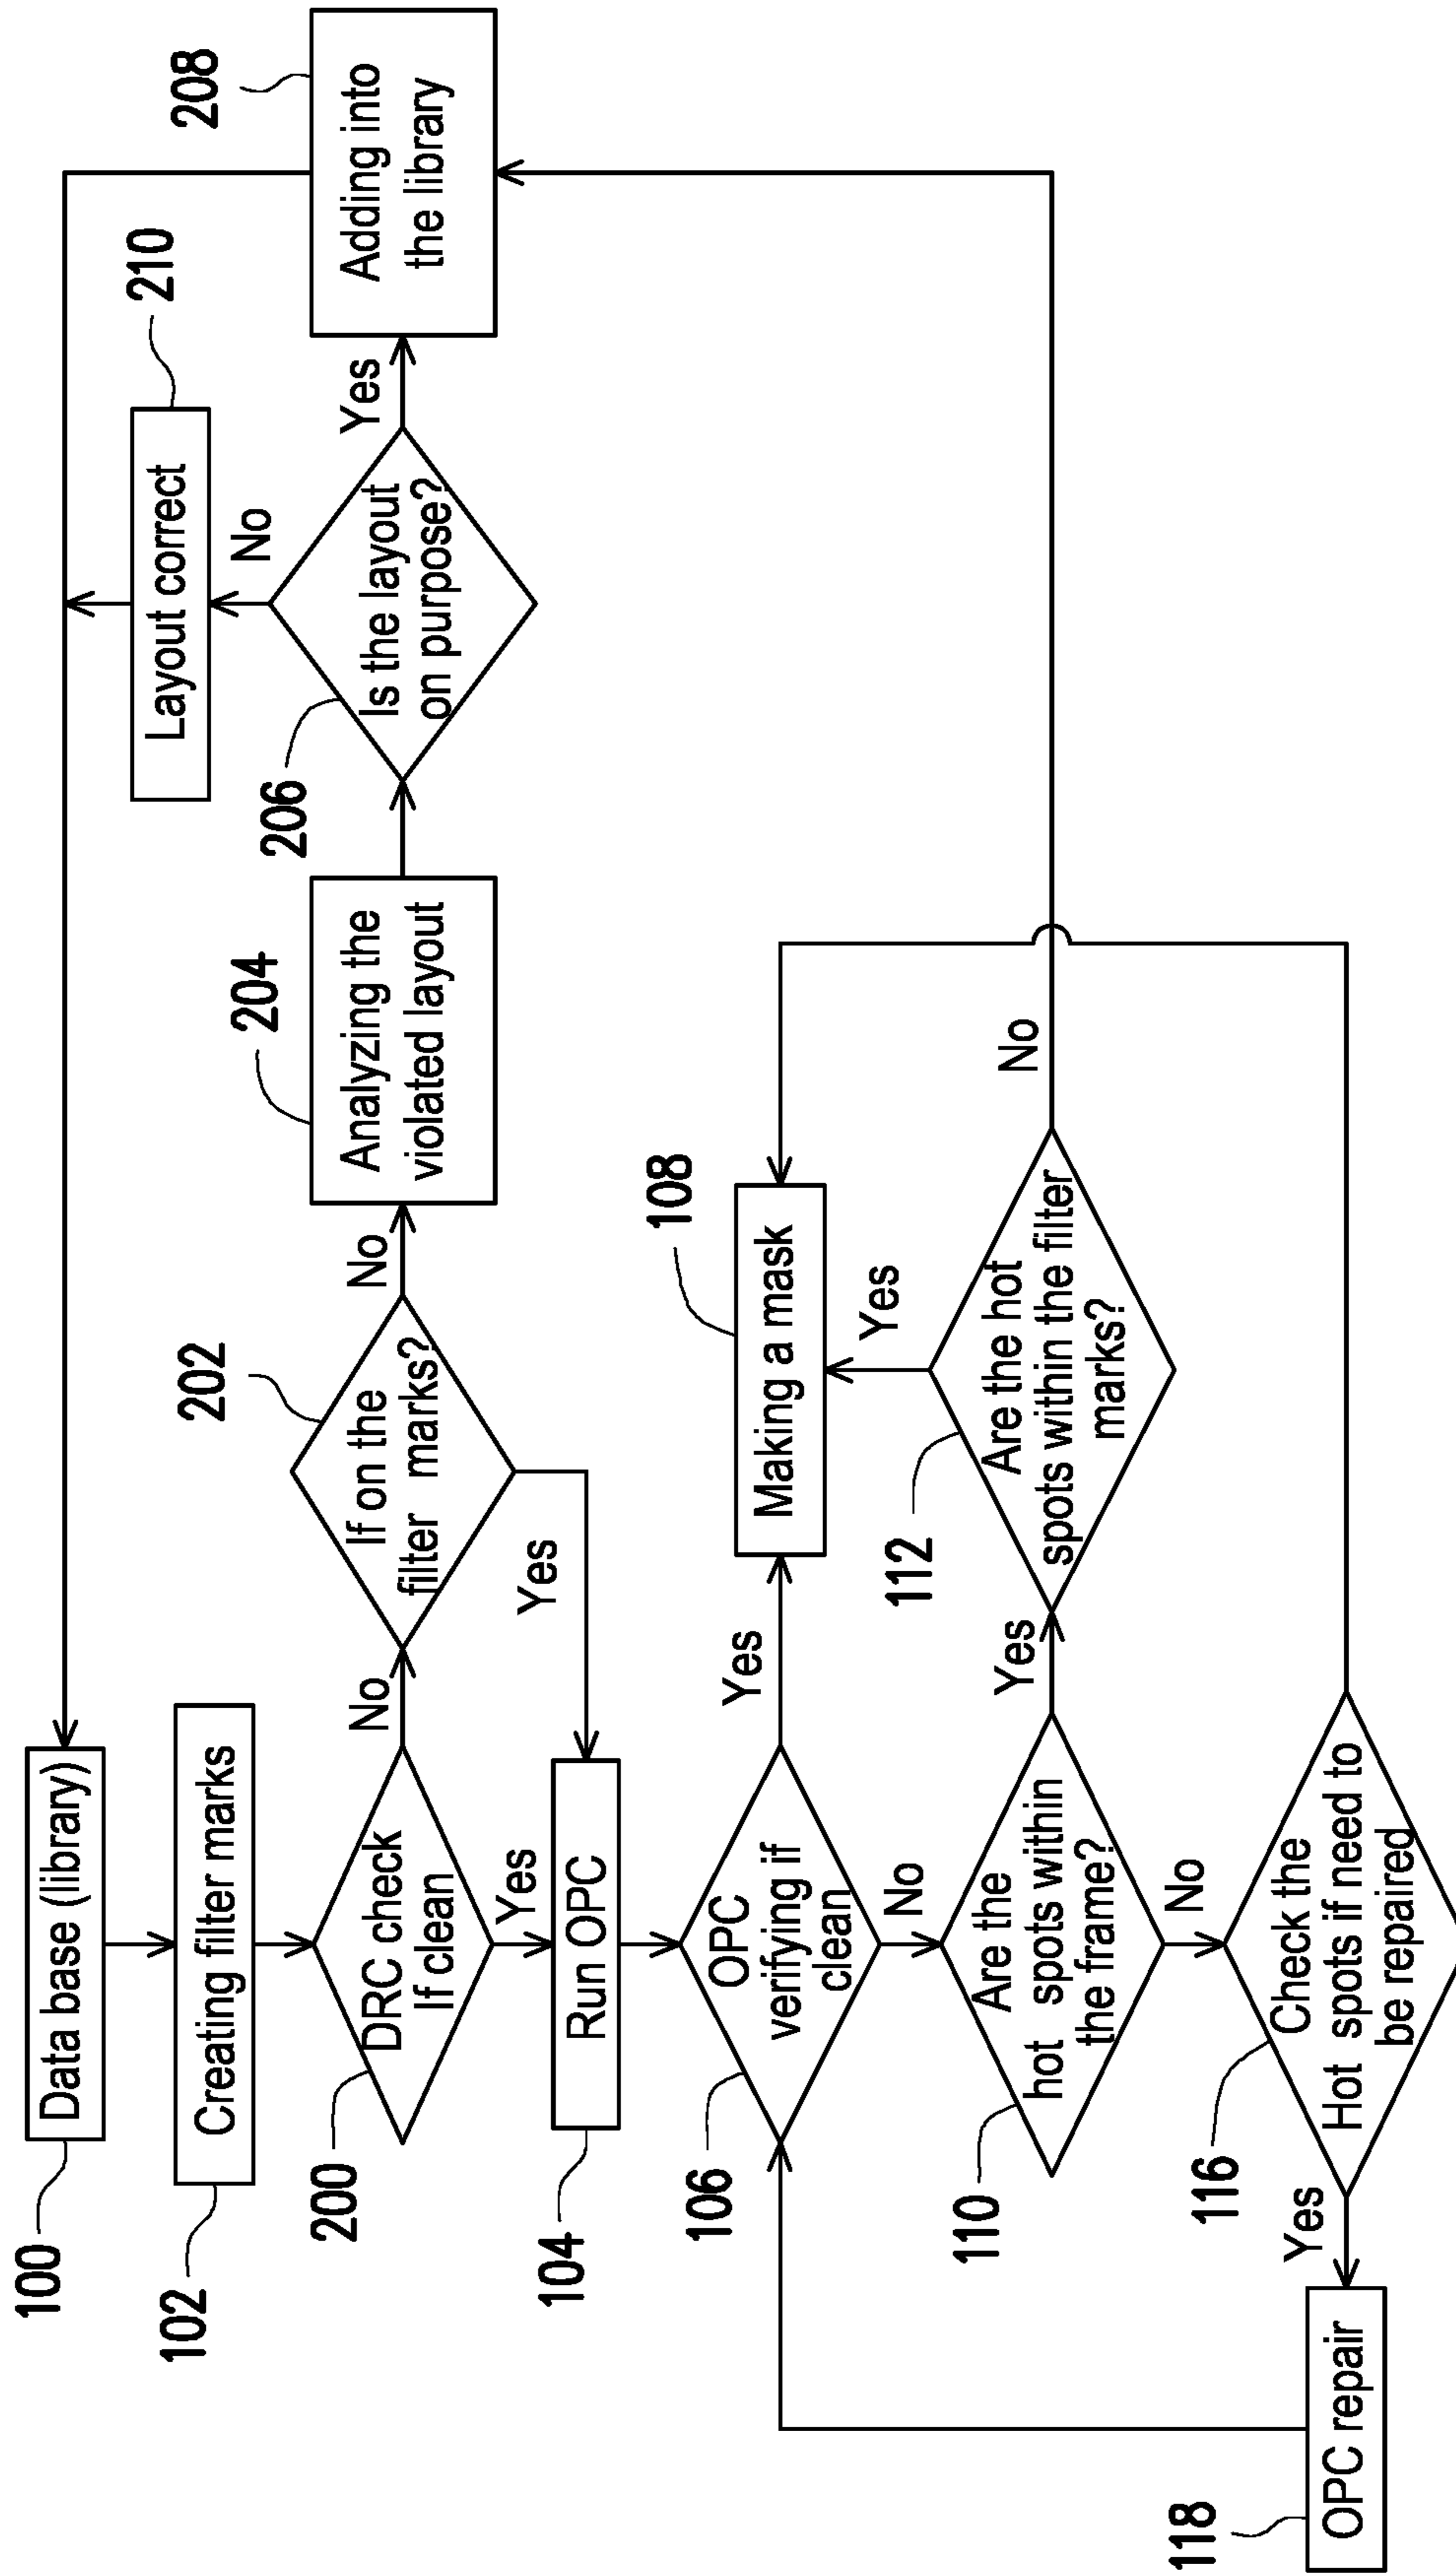 100
Data base (library)
102
Creating filter marks
200
DRC check
If clean
No
Yes
202
If on the
filter marks?
No
Yes
204
Analyzing the
violated layout
206
Is the layout
on purpose?
No
Yes
210
Layout correct
208
Adding into
the library
104
Run OPC
106
OPC
verifying if
clean
Yes
No
108
Making a mask
110
Are the
hot spots within
the frame?
Yes
No
112
Are the hot
spots within the filter
marks?
Yes
No
116
Check the
Hot spots if need to
be repaired
Yes
118
OPC repair